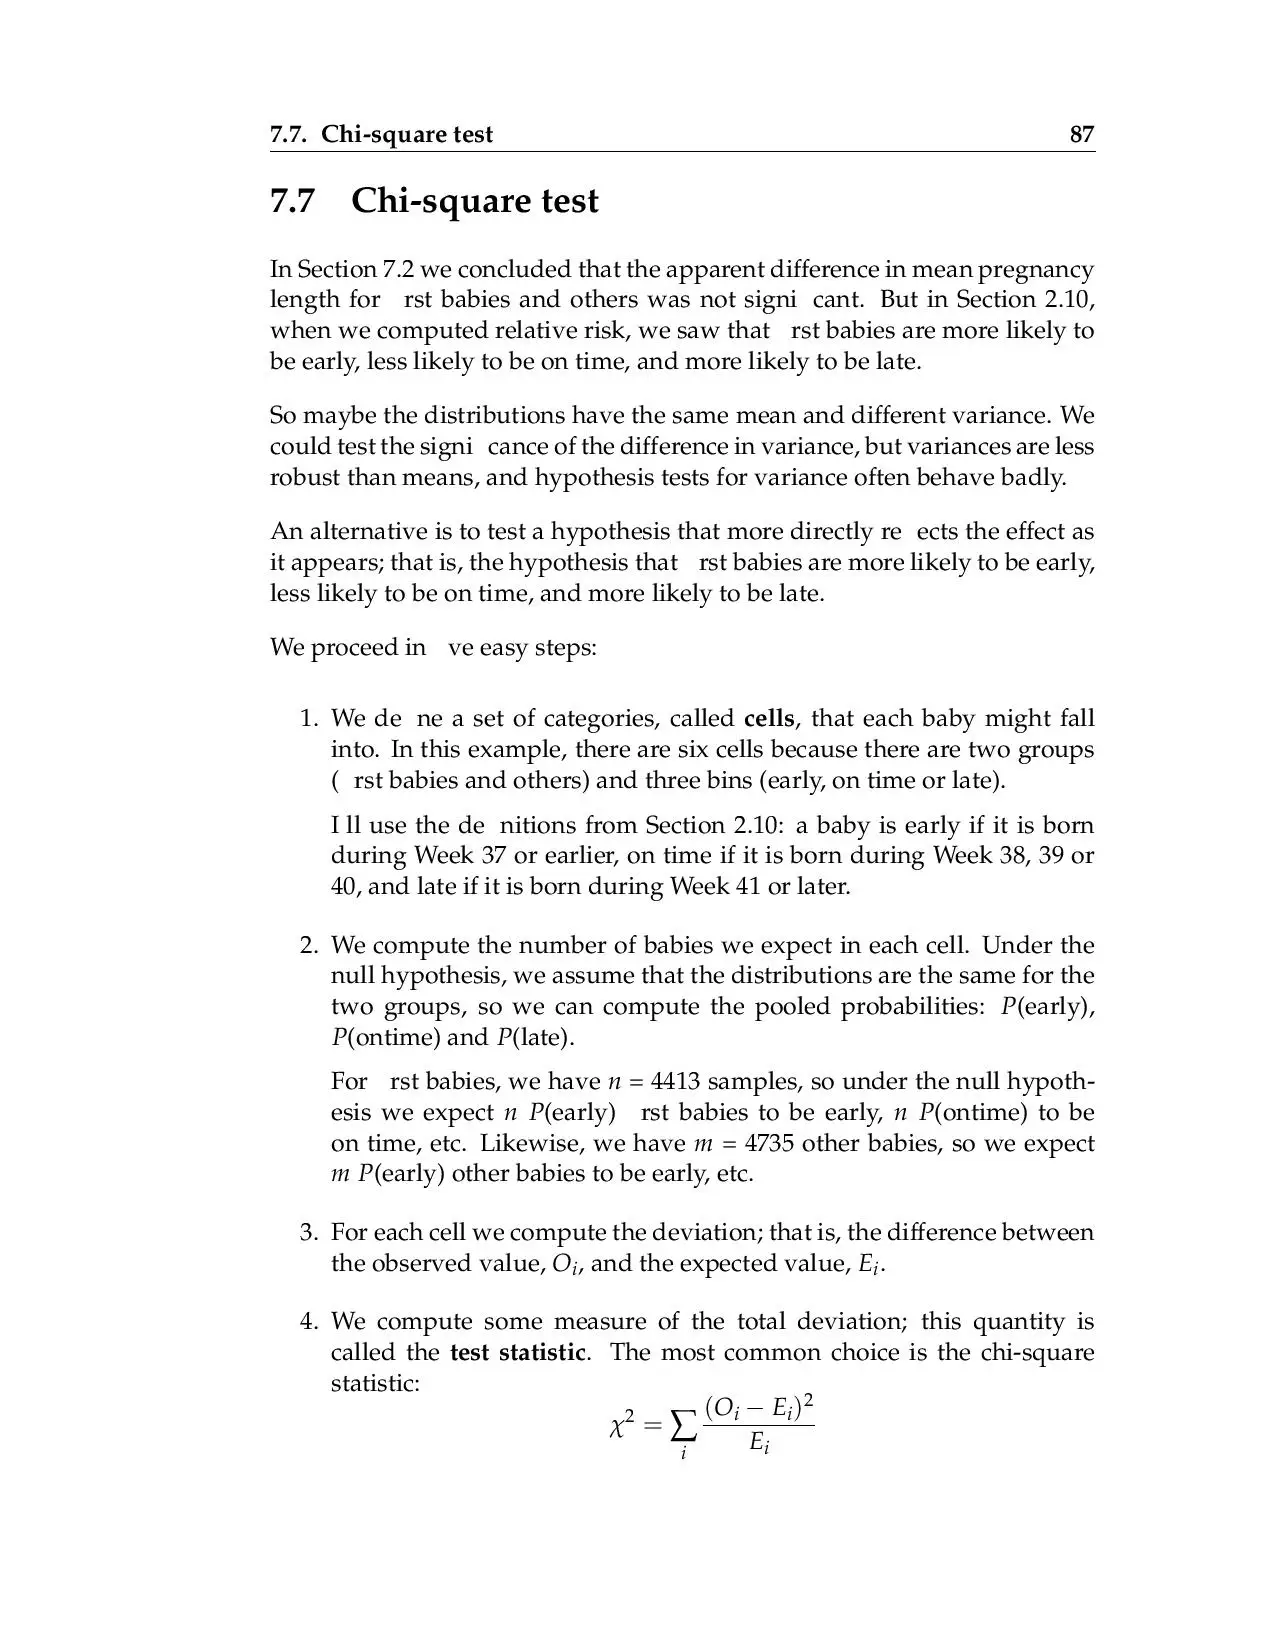 7.7. Chi-square test 87
7.7 Chi-square test
In Section 7.2 we concluded that the apparent difference in mean pregnancy
length for rst babies and others was not signi cant. But in Section 2.10,
when we computed relative risk, we saw that rst babies are more likely to
be early, less likely to be on time, and more likely to be late.
So maybe the distributions have the same mean and different variance. We
could test the signi cance of the difference in variance, but variances are less
robust than means, and hypothesis tests for variance often behave badly.
An alternative is to test a hypothesis that more directly re ects the effect as
it appears; that is, the hypothesis that rst babies are more likely to be early,
less likely to be on time, and more likely to be late.
We proceed in ve easy steps:
1. We de ne a set of categories, called cells, that each baby might fall
into. In this example, there are six cells because there are two groups
( rst babies and others) and three bins (early, on time or late).
I ll use the de nitions from Section 2.10: a baby is early if it is born
during Week 37 or earlier, on time if it is born during Week 38, 39 or
40, and late if it is born during Week 41 or later.
2. We compute the number of babies we expect in each cell. Under the
null hypothesis, we assume that the distributions are the same for the
two groups, so we can compute the pooled probabilities: P(early),
P(ontime) and P(late).
For rst babies, we have n = 4413 samples, so under the null hypoth-
esis we expect n P(early) rst babies to be early, n P(ontime) to be
on time, etc. Likewise, we have m = 4735 other babies, so we expect
m P(early) other babies to be early, etc.
3. For each cell we compute the deviation; that is, the difference between
the observed value, Oᵢ, and the expected value, Eᵢ.
4. We compute some measure of the total deviation; this quantity is
called the test statistic. The most common choice is the chi-square
statistic:
χ² = ∑ᵢ (Oᵢ − Eᵢ)² / Eᵢ